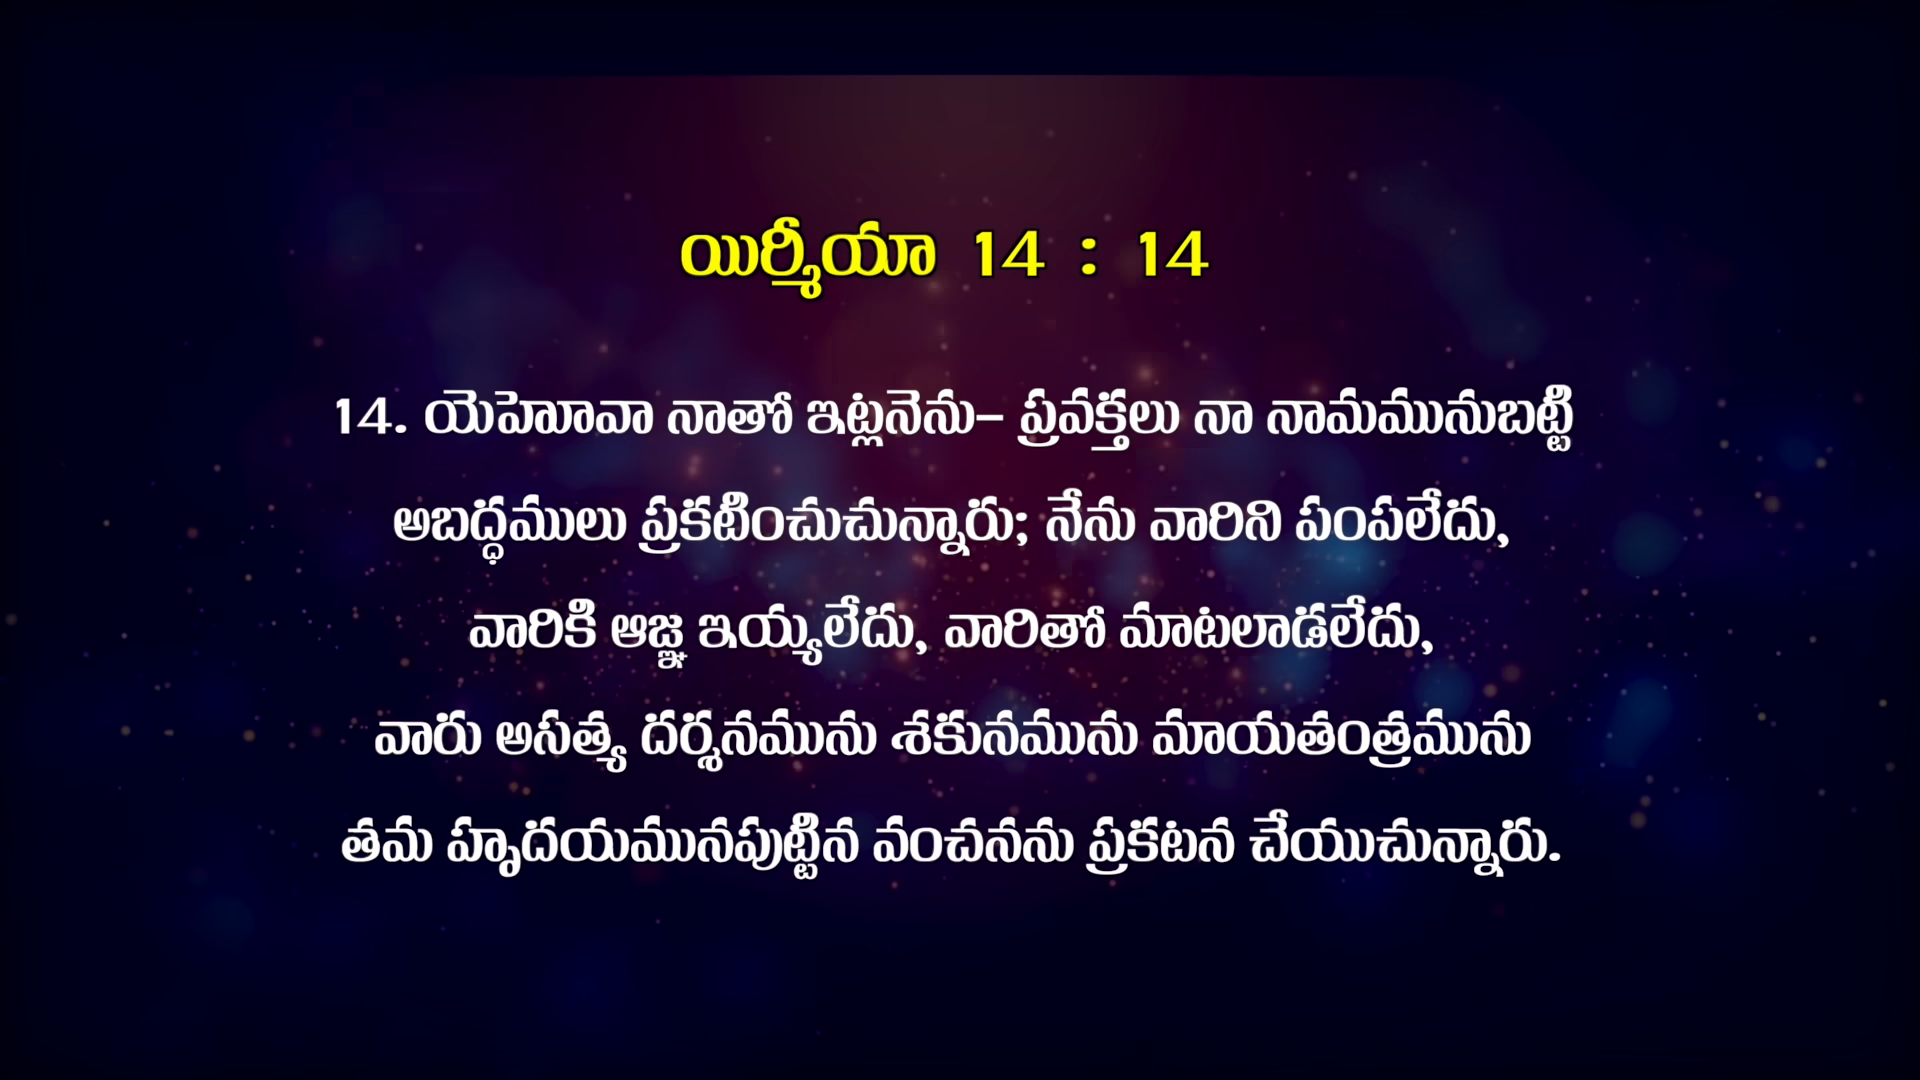 యిర్మీయా 14 : 14
14. యెహెూవా నాతో ఇట్లనెను- ప్రవక్తలు నా నామమునుబట్టి
అబద్ధములు ప్రకటించుచున్నారు; నేను వారిని పంపలేదు,
వారికి ఆజ్ఞ ఇయ్యలేదు, వారితో మాటలాడలేదు,
వారు అసత్య దర్శనమును శకునమును మాయతంత్రమును
తమ హృదయమునపుట్టిన వంచనను ప్రకటన చేయుచున్నారు.